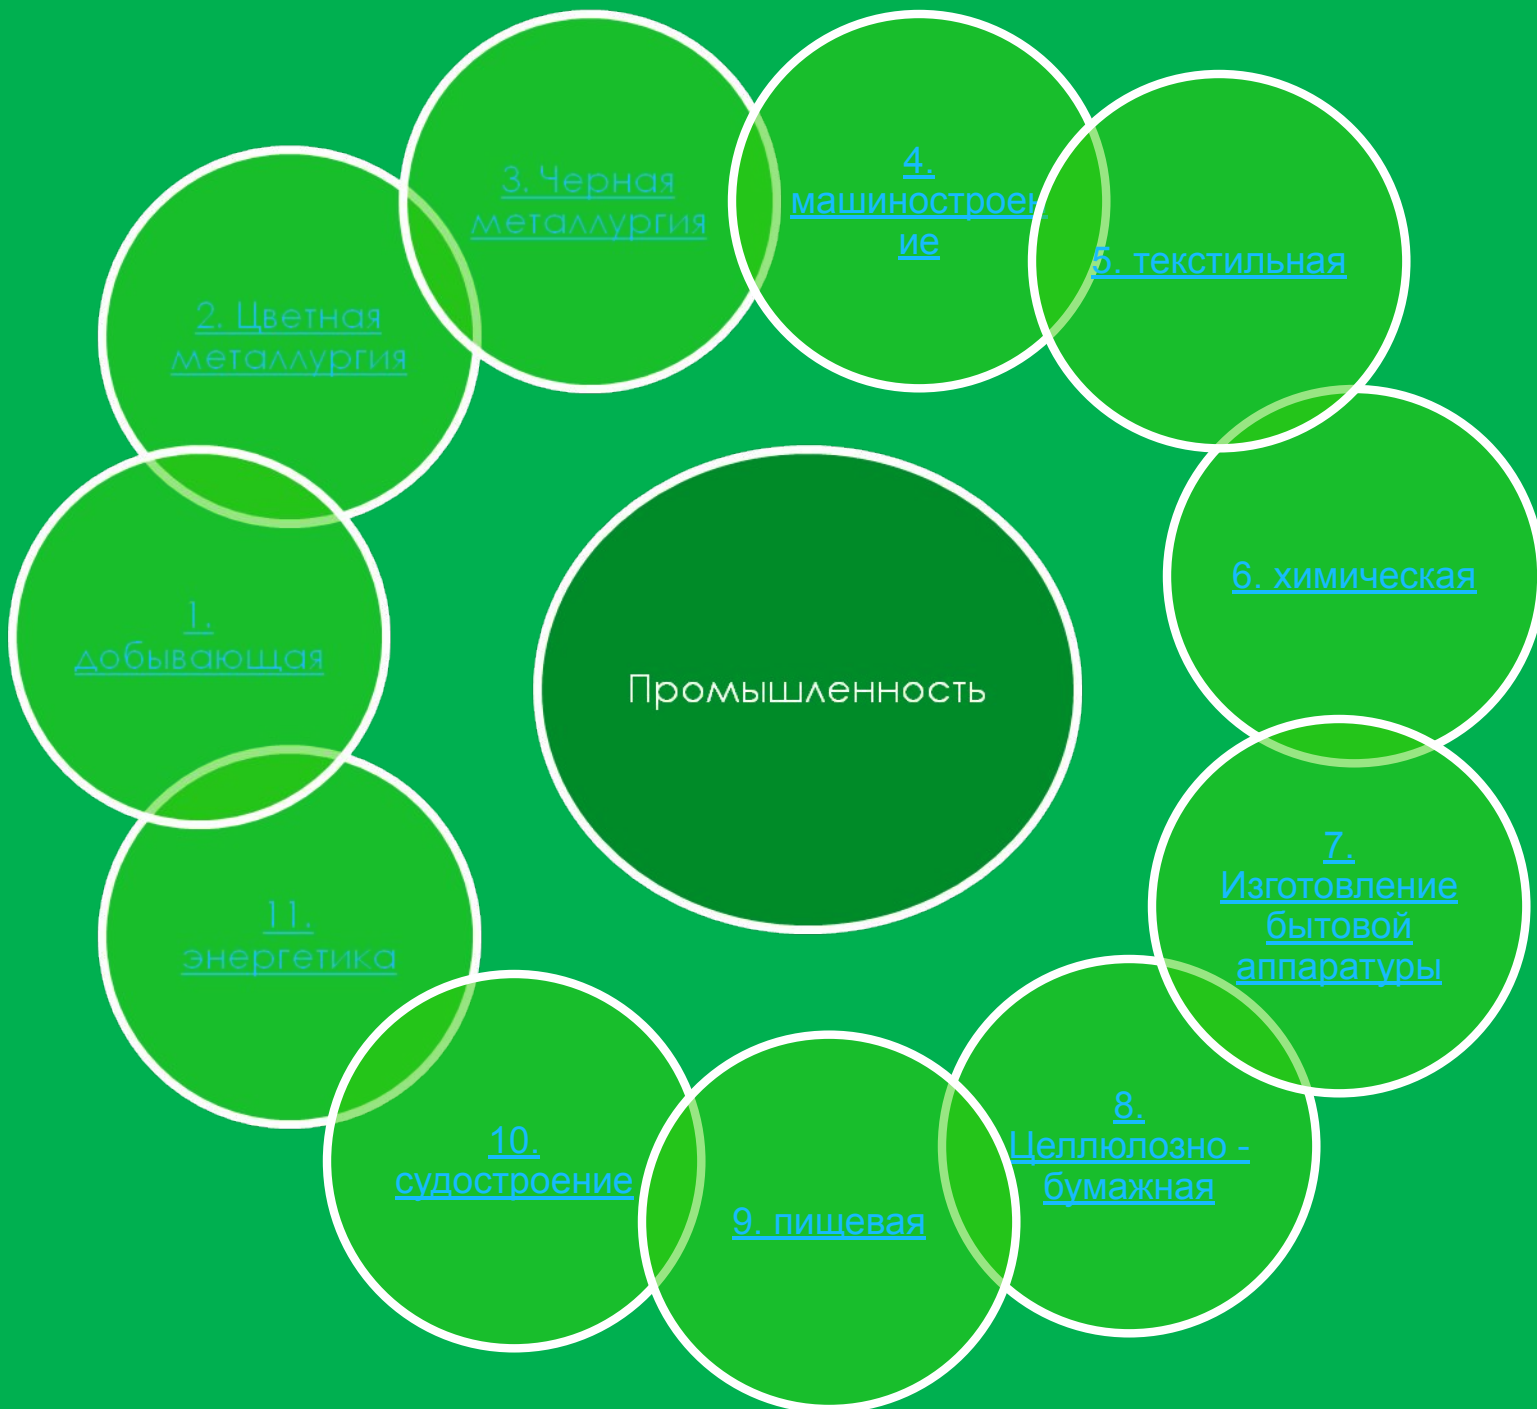 1.
добывающая
2. Цветная
металлургия
3. Черная
металлургия
4.
машиностроен
ие
5. текстильная
6. химическая
7.
Изготовление
бытовой
аппаратуры
8.
Целлюлозно -
бумажная
9. пищевая
10.
судостроение
11.
энергетика
Промышленность